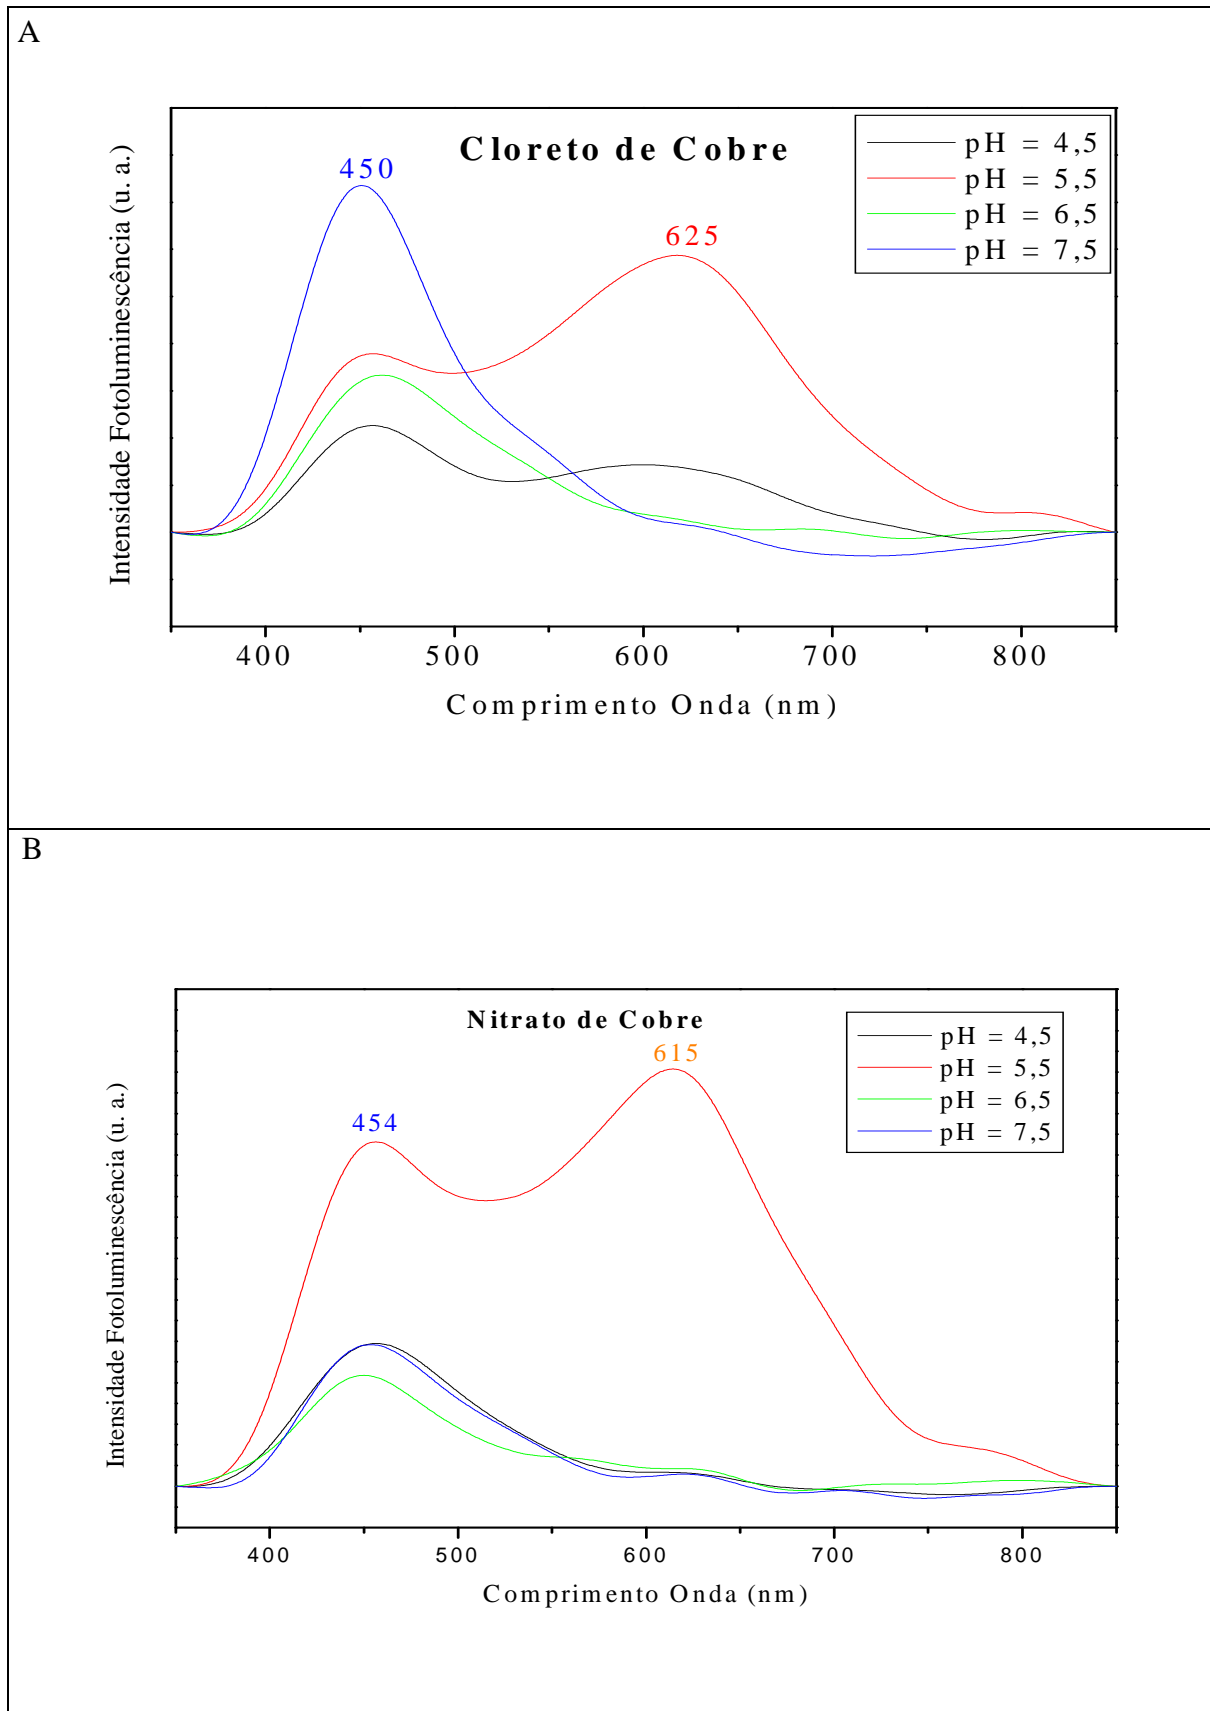 A
Cloreto de Cobre
pH = 4,5
pH = 5,5
pH = 6,5
pH = 7,5
450
625
Intensidade Fotoluminescência (u. a.)
400 500 600 700 800
Comprimento Onda (nm)
B
Nitrato de Cobre
pH = 4,5
pH = 5,5
pH = 6,5
pH = 7,5
615
454
Intensidade Fotoluminescência (u. a.)
400 500 600 700 800
Comprimento Onda (nm)